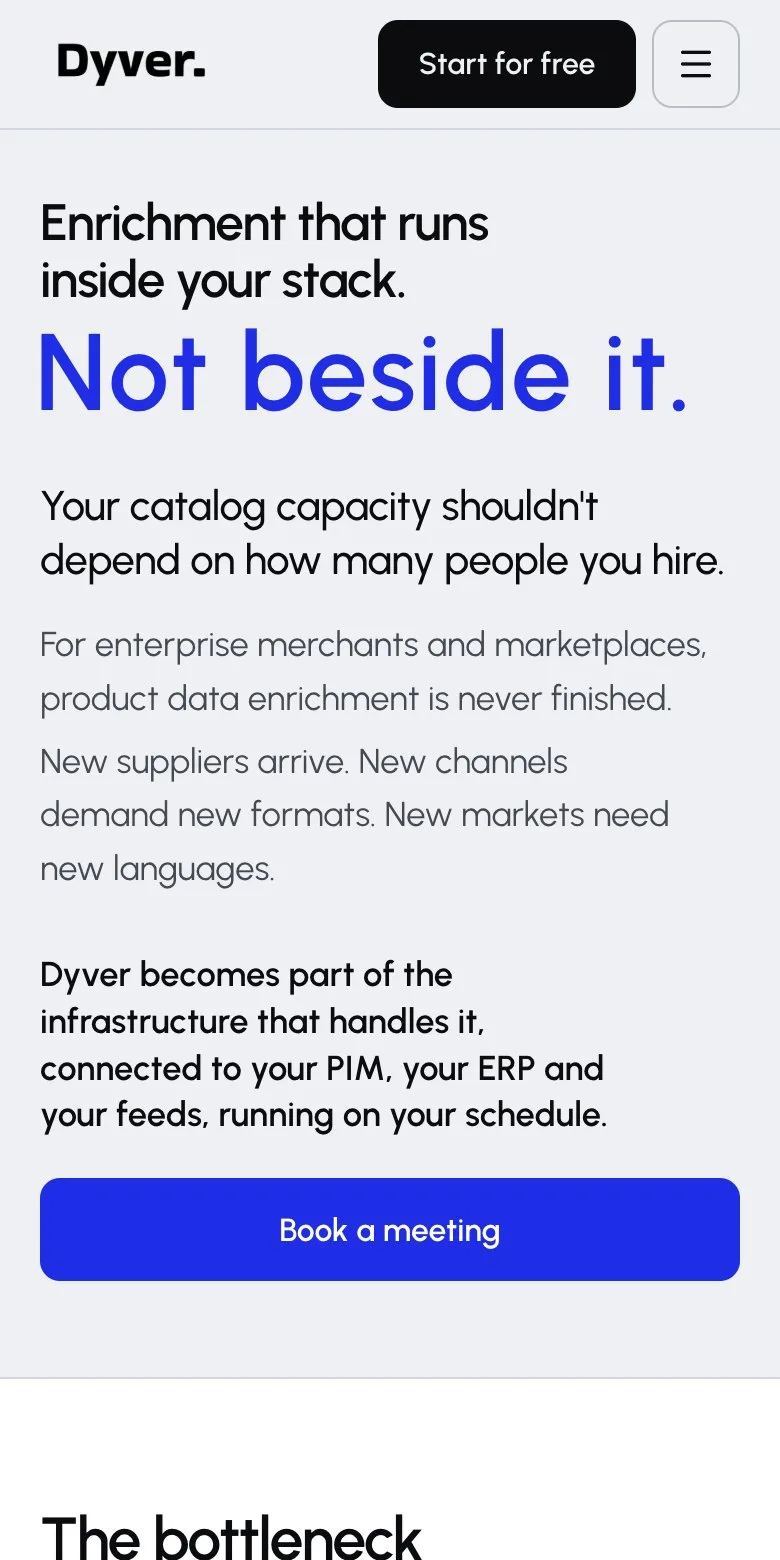 Dyver.
Start for free
Enrichment that runs
inside your stack.
Not beside it.
Your catalog capacity shouldn't
depend on how many people you hire.
For enterprise merchants and marketplaces,
product data enrichment is never finished.
New suppliers arrive. New channels
demand new formats. New markets need
new languages.
Dyver becomes part of the
infrastructure that handles it,
connected to your PIM, your ERP and
your feeds, running on your schedule.
Book a meeting
The bottleneck